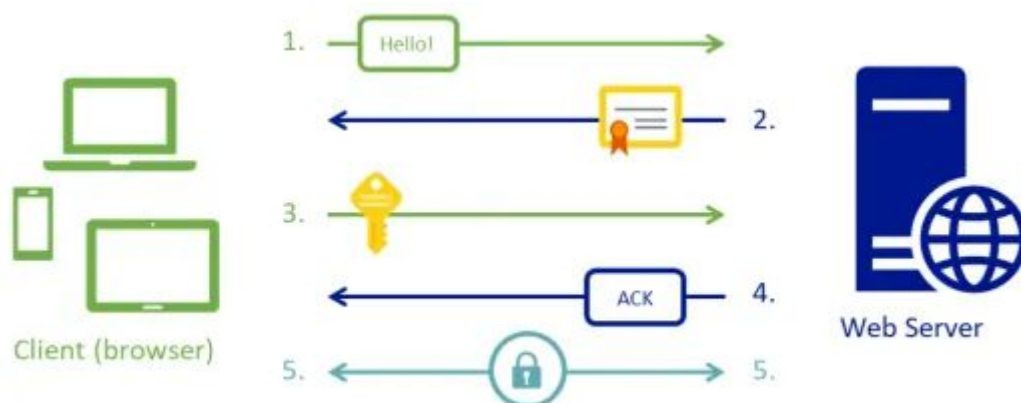 1.
Hello!
2.
3.
ACK
4.
Client (browser)
Web Server
5.
5.